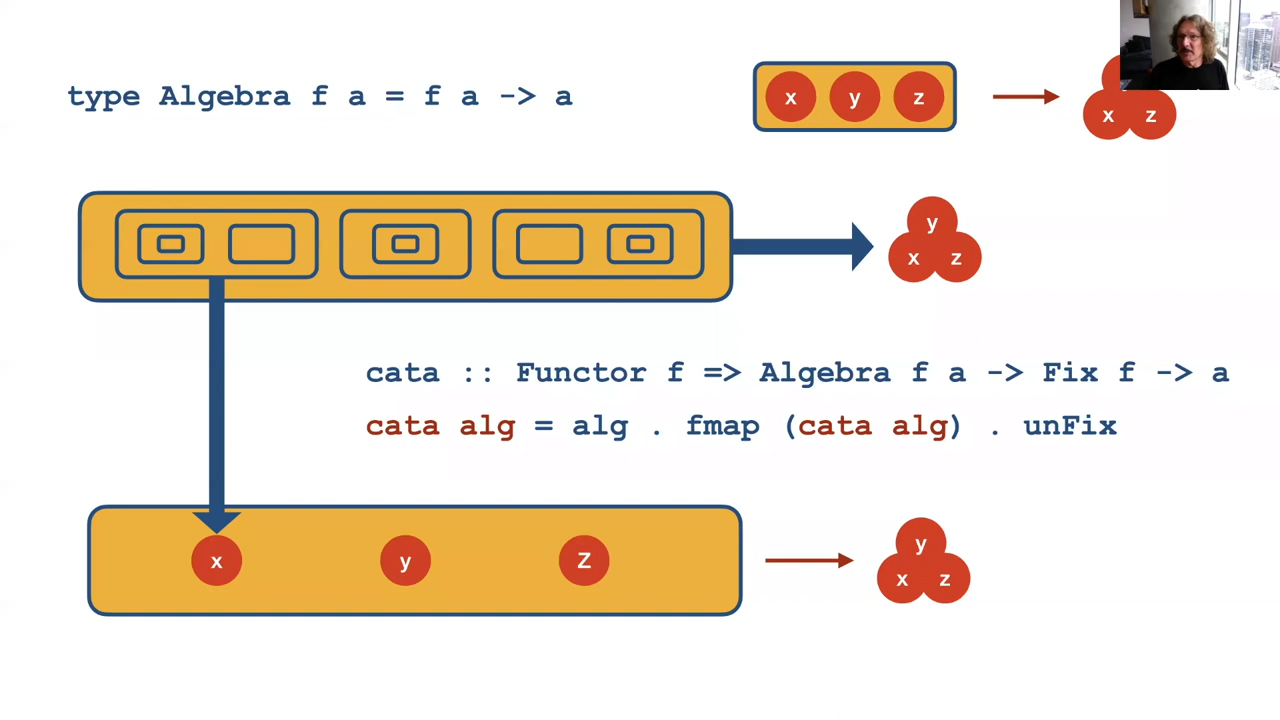 type Algebra f a = f a -> a
x y z
x z
y
x z
cata :: Functor f => Algebra f a -> Fix f -> a
cata alg = alg . fmap (cata alg) . unFix
x y Z
y
x z